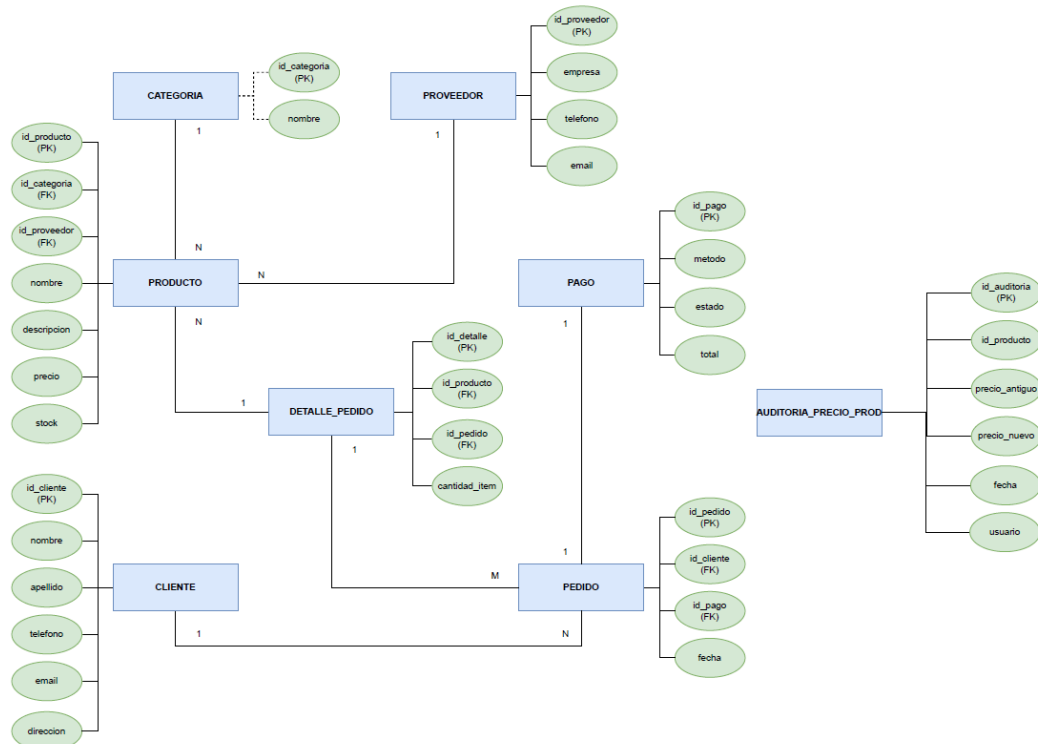 id_proveedor
(PK)
id_categoria
(PK)
empresa
CATEGORIA
PROVEEDOR
nombre
telefono
1
1
id_producto
(PK)
email
id_categoria
(FK)
id_pago
(PK)
id_proveedor
(FK)
N
metodo
N
nombre
PRODUCTO
PAGO
estado
id_auditoria
(PK)
N
1
descripcion
id_detalle
(PK)
id_producto
total
precio
id_producto
(FK)
precio_antiguo
1
DETALLE_PEDIDO
AUDITORIA_PRECIO_PROD
stock
id_pedido
(FK)
precio_nuevo
1
cantidad_item
fecha
id_cliente
(PK)
id_pedido
(PK)
usuario
nombre
1
id_cliente
(FK)
M
apellido
CLIENTE
PEDIDO
id_pago
(FK)
telefono
1
N
fecha
email
direccion